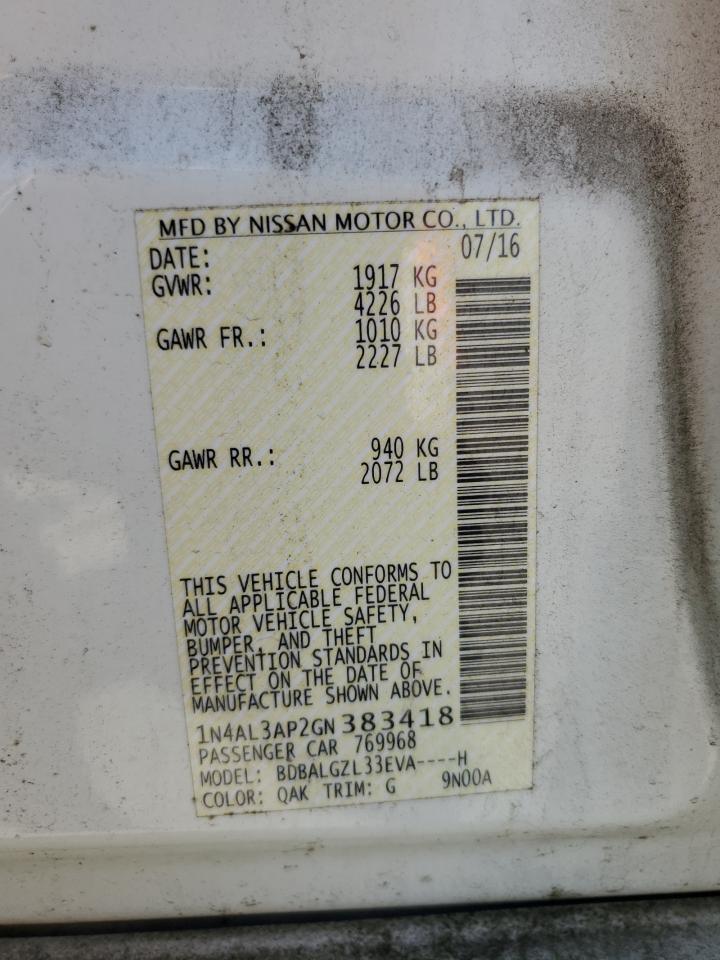 MFD BY NISSAN MOTOR CO., LTD.
DATE: 07/16
GVWR: 1917 KG
4226 LB
GAWR FR.: 1010 KG
2227 LB
GAWR RR.: 940 KG
2072 LB
THIS VEHICLE CONFORMS TO
ALL APPLICABLE FEDERAL
MOTOR VEHICLE SAFETY,
BUMPER, AND THEFT
PREVENTION STANDARDS IN
EFFECT ON THE DATE OF
MANUFACTURE SHOWN ABOVE.
1N4AL3AP2GN383418
PASSENGER CAR 769968
MODEL: BDBALGZL33EVA----H
COLOR: QAK TRIM: G 9N00A